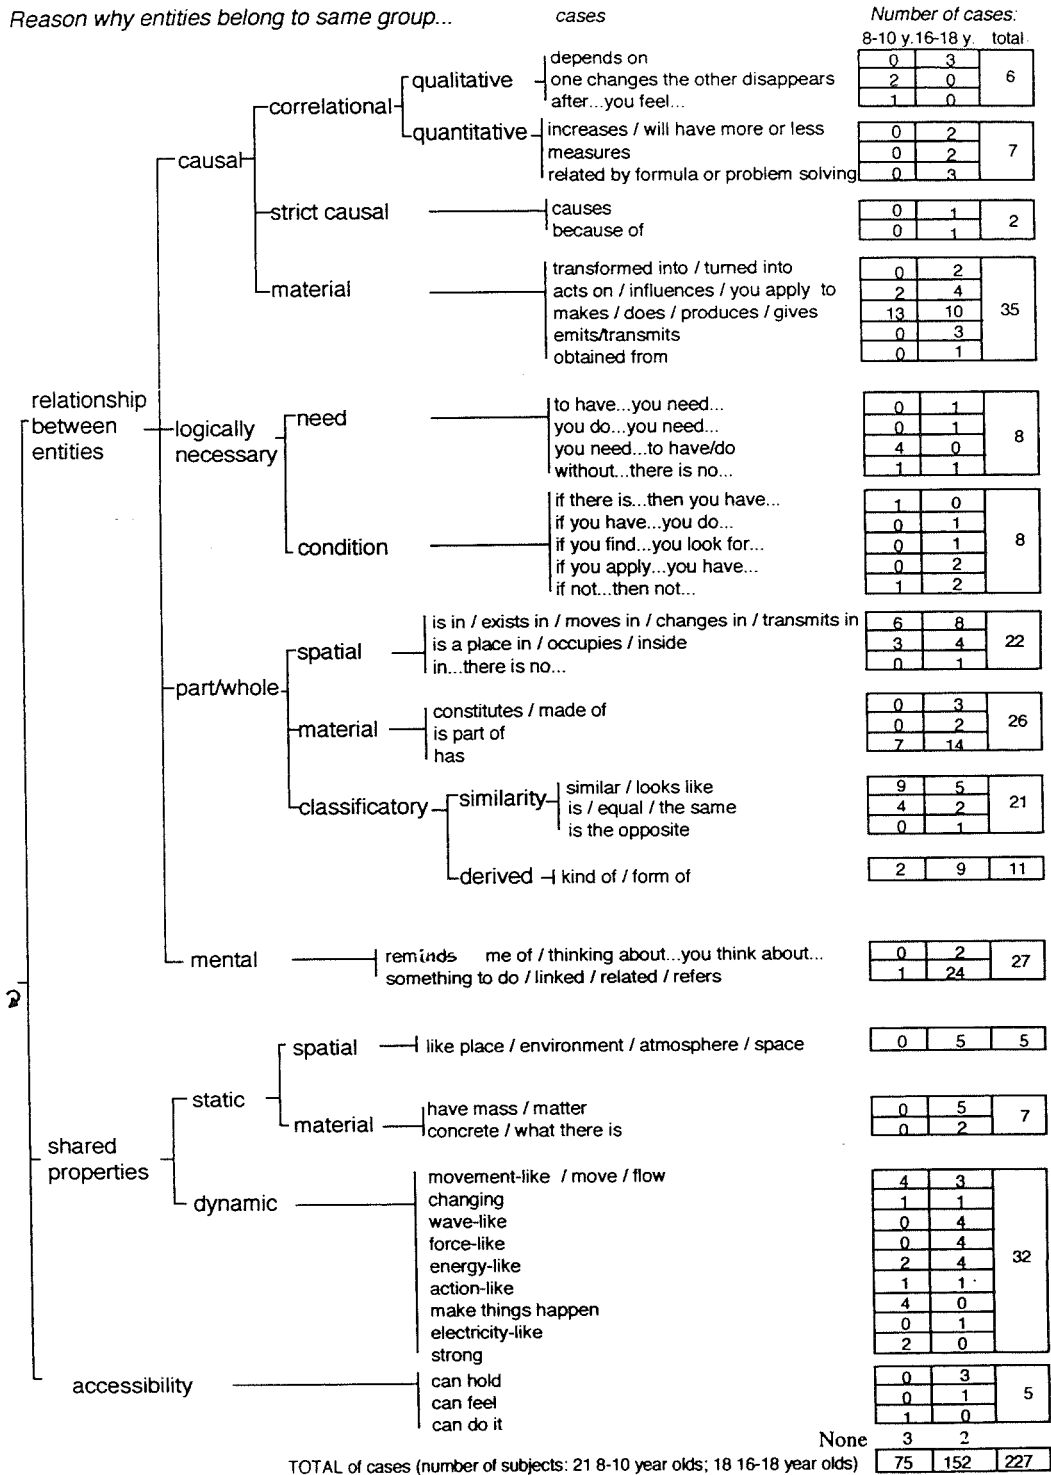 Reason why entities belong to same group... cases Number of cases:
8-10 y. 16-18 y. total
causal
correlational
qualitative
depends on 0 3
one changes the other disappears 2 0 6
after...you feel... 1 0
quantitative
increases / will have more or less 0 2
measures 0 2 7
related by formula or problem solving 0 3
strict causal
causes 0 1 2
because of 0 1
material
transformed into / turned into 0 2
acts on / influences / you apply to 2 4
makes / does / produces / gives 13 10 35
emits/transmits 0 3
obtained from 0 1
relationship
between
entities
logically
necessary
need
to have...you need... 0 1
you do...you need... 0 1 8
you need...to have/do 4 0
without...there is no... 1 1
condition
if there is...then you have... 1 0
if you have...you do... 0 1
if you find...you look for... 0 1 8
if you apply...you have... 0 2
if not...then not... 1 2
part/whole
spatial
is in / exists in / moves in / changes in / transmits in 6 8
is a place in / occupies / inside 3 4 22
in...there is no... 0 1
material
constitutes / made of 0 3
is part of 0 2 26
has 7 14
classificatory
similarity
similar / looks like 9 5
is / equal / the same 4 2 21
is the opposite 0 1
derived kind of / form of 2 9 11
mental
reminds me of / thinking about...you think about... 0 2 27
something to do / linked / related / refers 1 24
shared
properties
static
spatial like place / environment / atmosphere / space 0 5 5
material
have mass / matter 0 5 7
concrete / what there is 0 2
dynamic
movement-like / move / flow 4 3
changing 1 1
wave-like 0 4
force-like 0 4
energy-like 2 4 32
action-like 1 1
make things happen 4 0
electricity-like 0 1
strong 2 0
accessibility
can hold 0 3
can feel 0 1 5
can do it 1 0
None 3 2
TOTAL of cases (number of subjects: 21 8-10 year olds; 18 16-18 year olds) 75 152 227